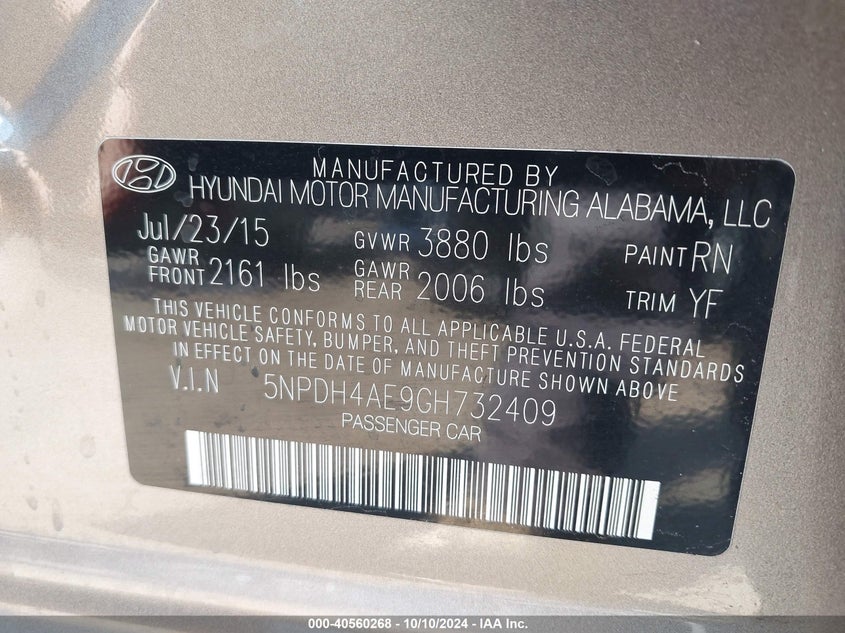 MANUFACTURED BY
HYUNDAI MOTOR MANUFACTURING ALABAMA, LLC
Jul/23/15 GVWR 3880 lbs PAINT RN
GAWR FRONT 2161 lbs GAWR REAR 2006 lbs TRIM YF
THIS VEHICLE CONFORMS TO ALL APPLICABLE U.S.A. FEDERAL
MOTOR VEHICLE SAFETY, BUMPER, AND THEFT PREVENTION STANDARDS
IN EFFECT ON THE DATE OF MANUFACTURE SHOWN ABOVE
V.I.N 5NPDH4AE9GH732409
PASSENGER CAR
000-40560268 - 10/10/2024 - IAA Inc.